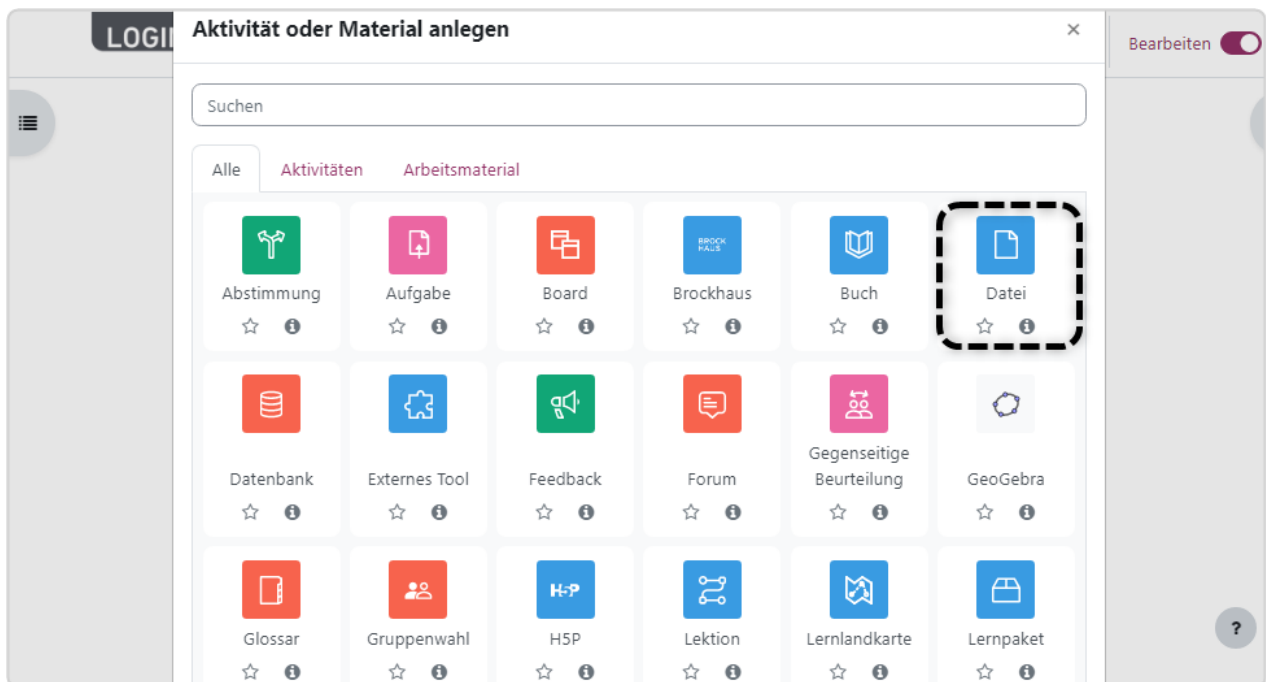 LOGI
Aktivität oder Material anlegen
×
Bearbeiten
Suchen
Alle Aktivitäten Arbeitsmaterial
BROCK
HAUS
Abstimmung Aufgabe Board Brockhaus Buch Datei
Gegenseitige
Datenbank Externes Tool Feedback Forum Beurteilung GeoGebra
H5P
Glossar Gruppenwahl H5P Lektion Lernlandkarte Lernpaket
?